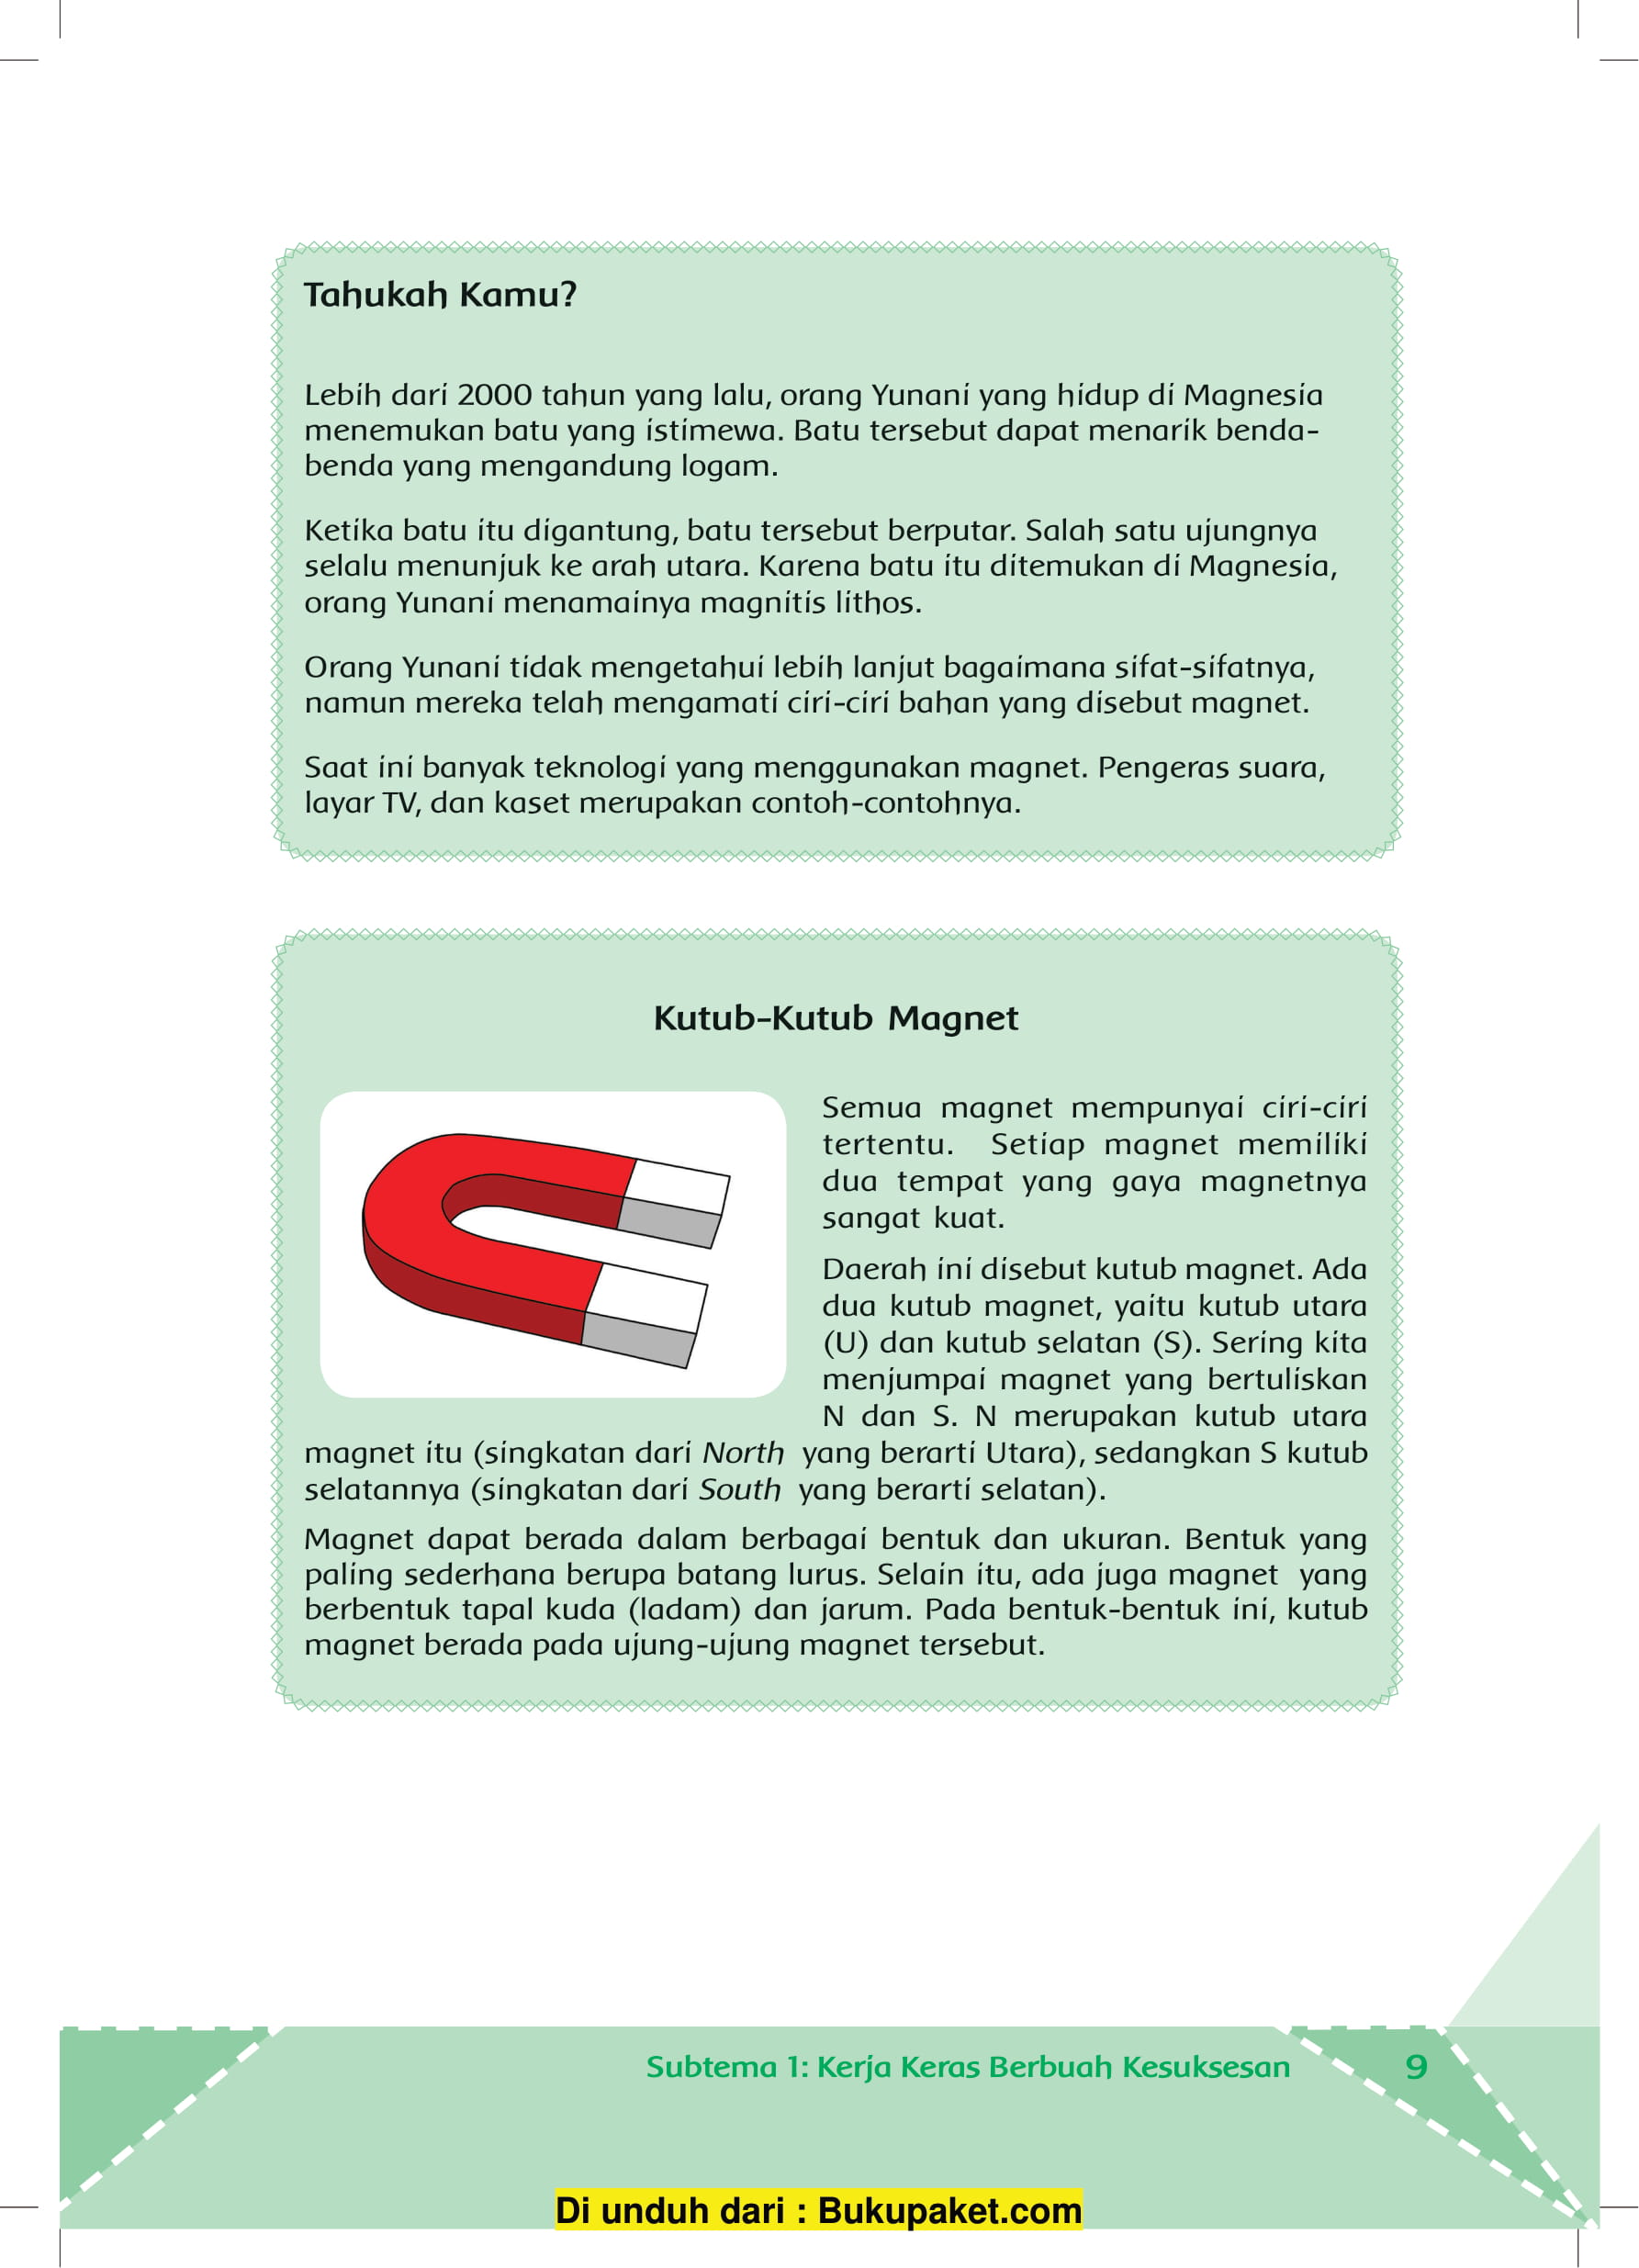 Tahukah Kamu?
Lebih dari 2000 tahun yang lalu, orang Yunani yang hidup di Magnesia
menemukan batu yang istimewa. Batu tersebut dapat menarik benda-
benda yang mengandung logam.
Ketika batu itu digantung, batu tersebut berputar. Salah satu ujungnya
selalu menunjuk ke arah utara. Karena batu itu ditemukan di Magnesia,
orang Yunani menamainya magnitis lithos.
Orang Yunani tidak mengetahui lebih lanjut bagaimana sifat-sifatnya,
namun mereka telah mengamati ciri-ciri bahan yang disebut magnet.
Saat ini banyak teknologi yang menggunakan magnet. Pengeras suara,
layar TV, dan kaset merupakan contoh-contohnya.
Kutub-Kutub Magnet
Semua magnet mempunyai ciri-ciri
tertentu. Setiap magnet memiliki
dua tempat yang gaya magnetnya
sangat kuat.
Daerah ini disebut kutub magnet. Ada
dua kutub magnet, yaitu kutub utara
(U) dan kutub selatan (S). Sering kita
menjumpai magnet yang bertuliskan
N dan S. N merupakan kutub utara
magnet itu (singkatan dari North yang berarti Utara), sedangkan S kutub
selatannya (singkatan dari South yang berarti selatan).
Magnet dapat berada dalam berbagai bentuk dan ukuran. Bentuk yang
paling sederhana berupa batang lurus. Selain itu, ada juga magnet yang
berbentuk tapal kuda (ladam) dan jarum. Pada bentuk-bentuk ini, kutub
magnet berada pada ujung-ujung magnet tersebut.
Subtema 1: Kerja Keras Berbuah Kesuksesan 9
Di unduh dari : Bukupaket.com